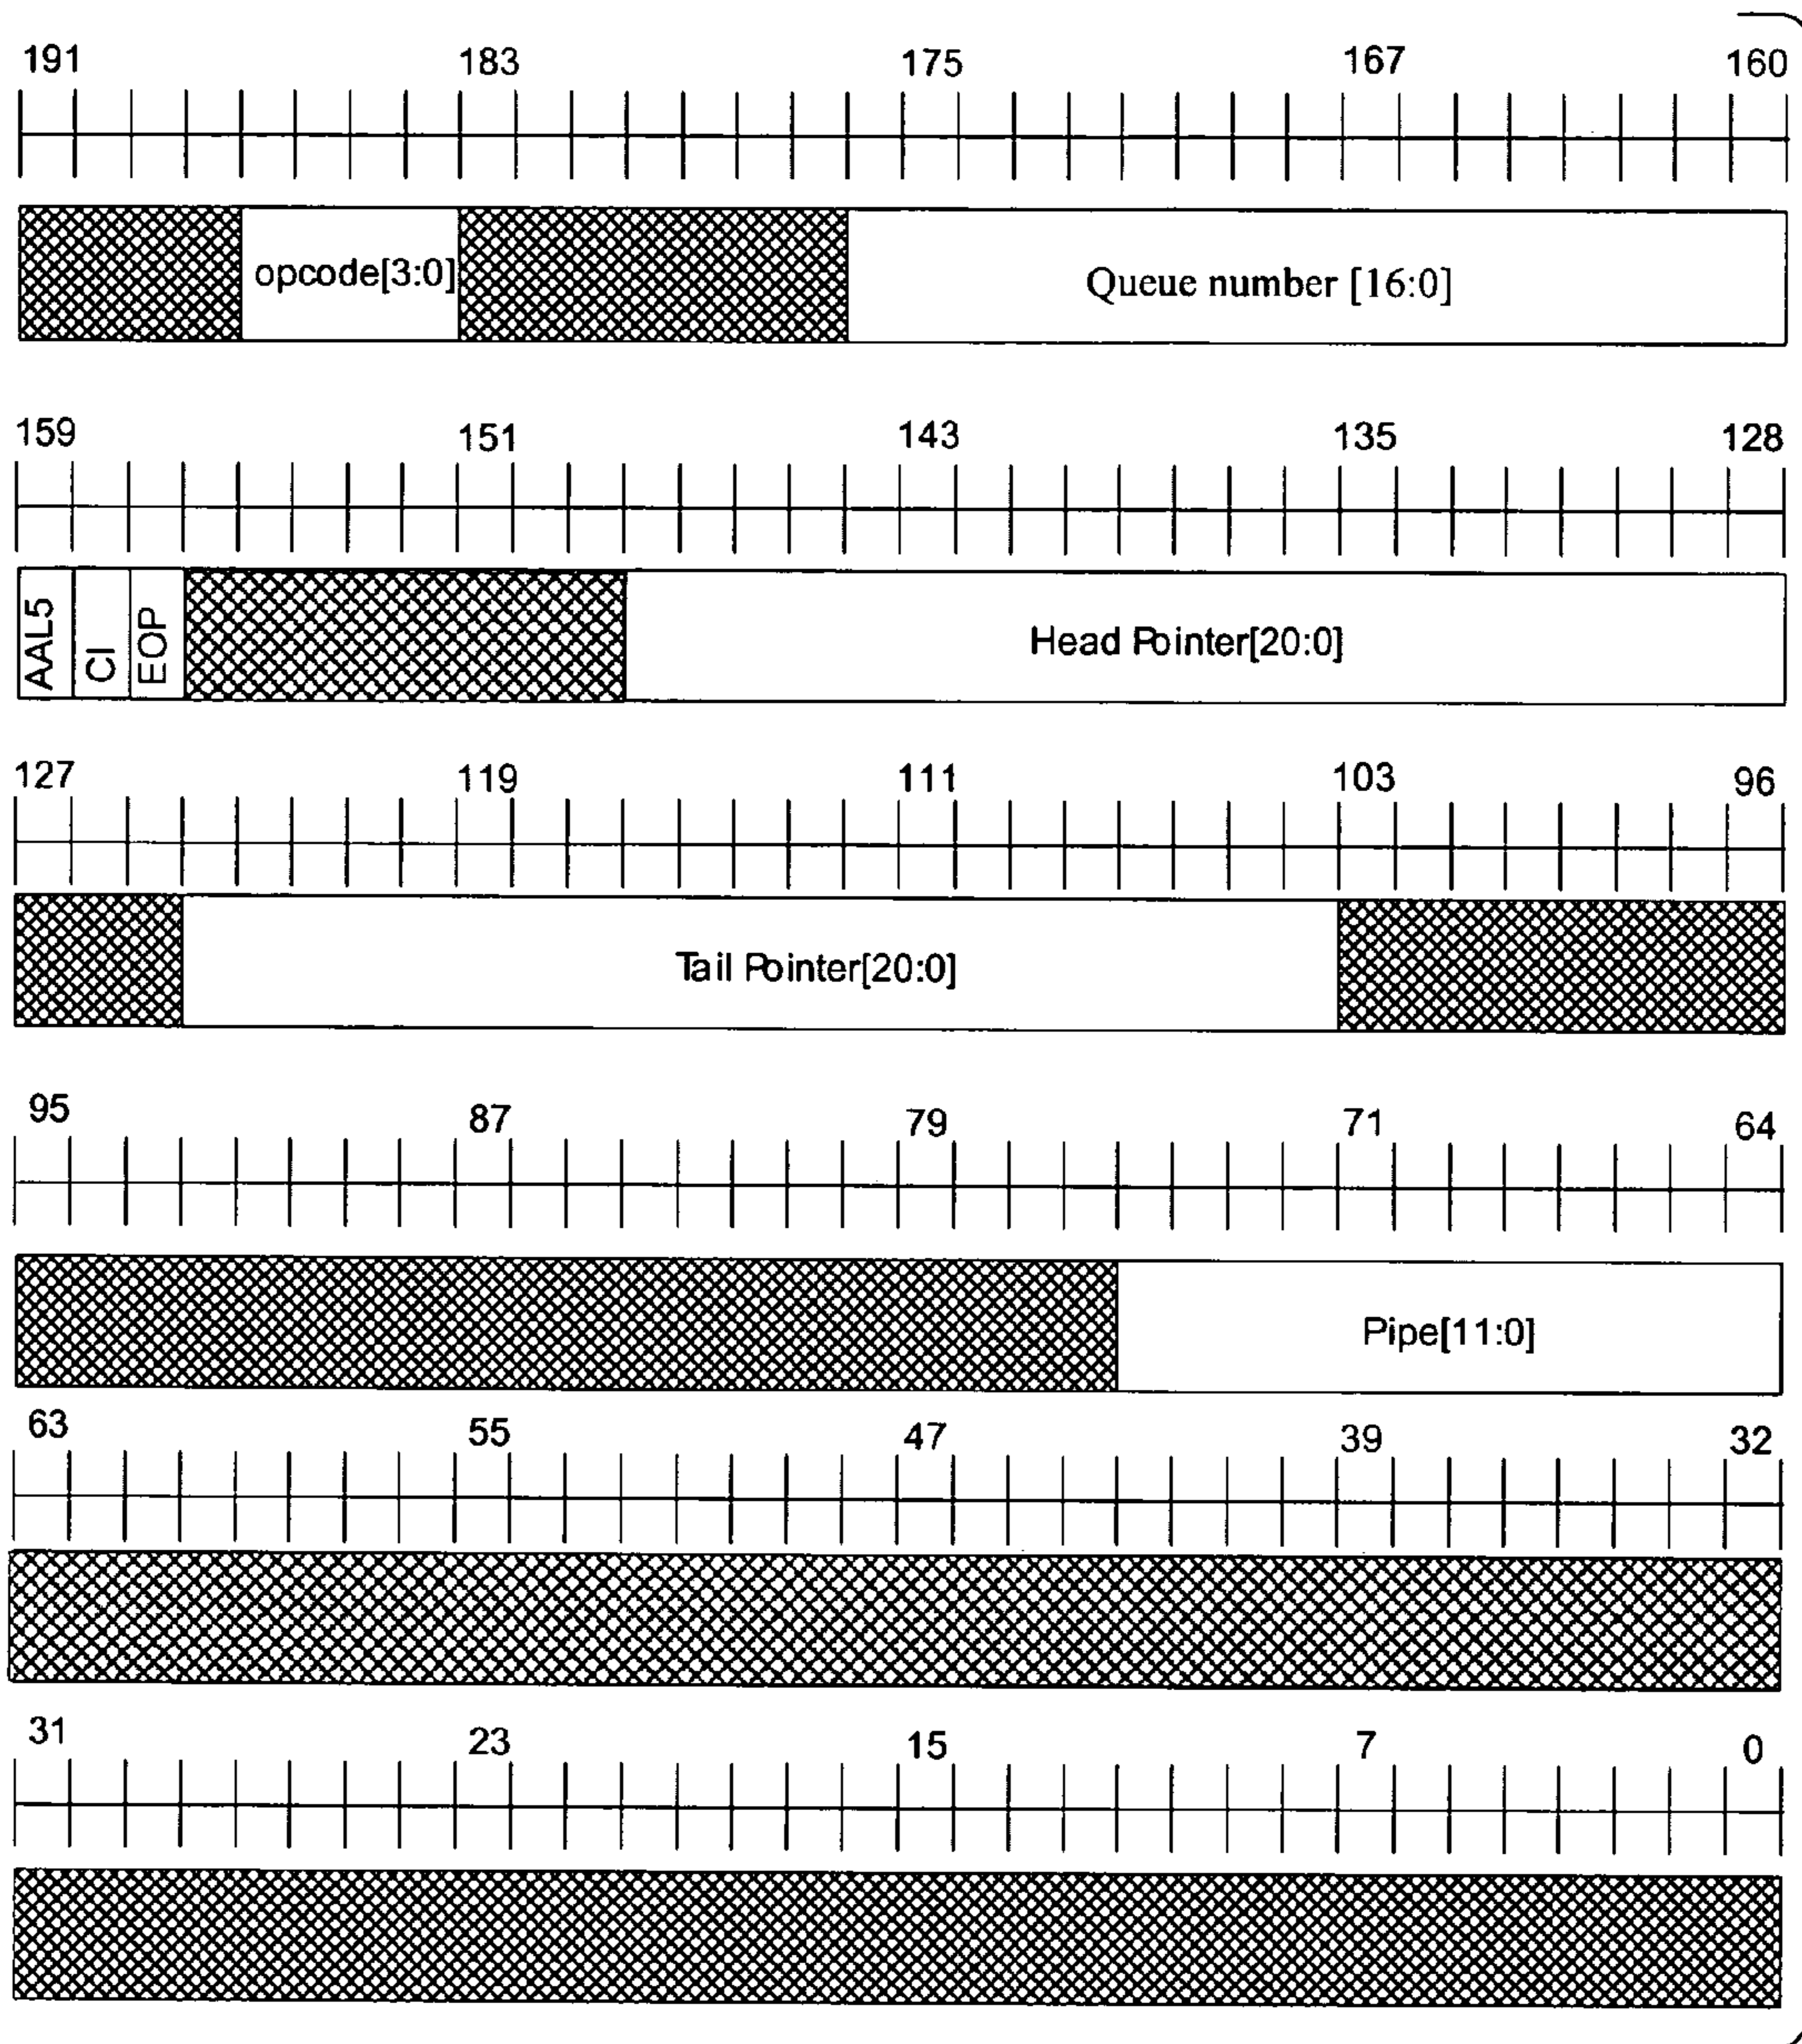 191 183 175 167 160
opcode[3:0] Queue number [16:0]
159 151 143 135 128
AAL5 CI EOP Head Pointer[20:0]
127 119 111 103 96
Tail Pointer[20:0]
95 87 79 71 64
Pipe[11:0]
63 55 47 39 32
31 23 15 7 0